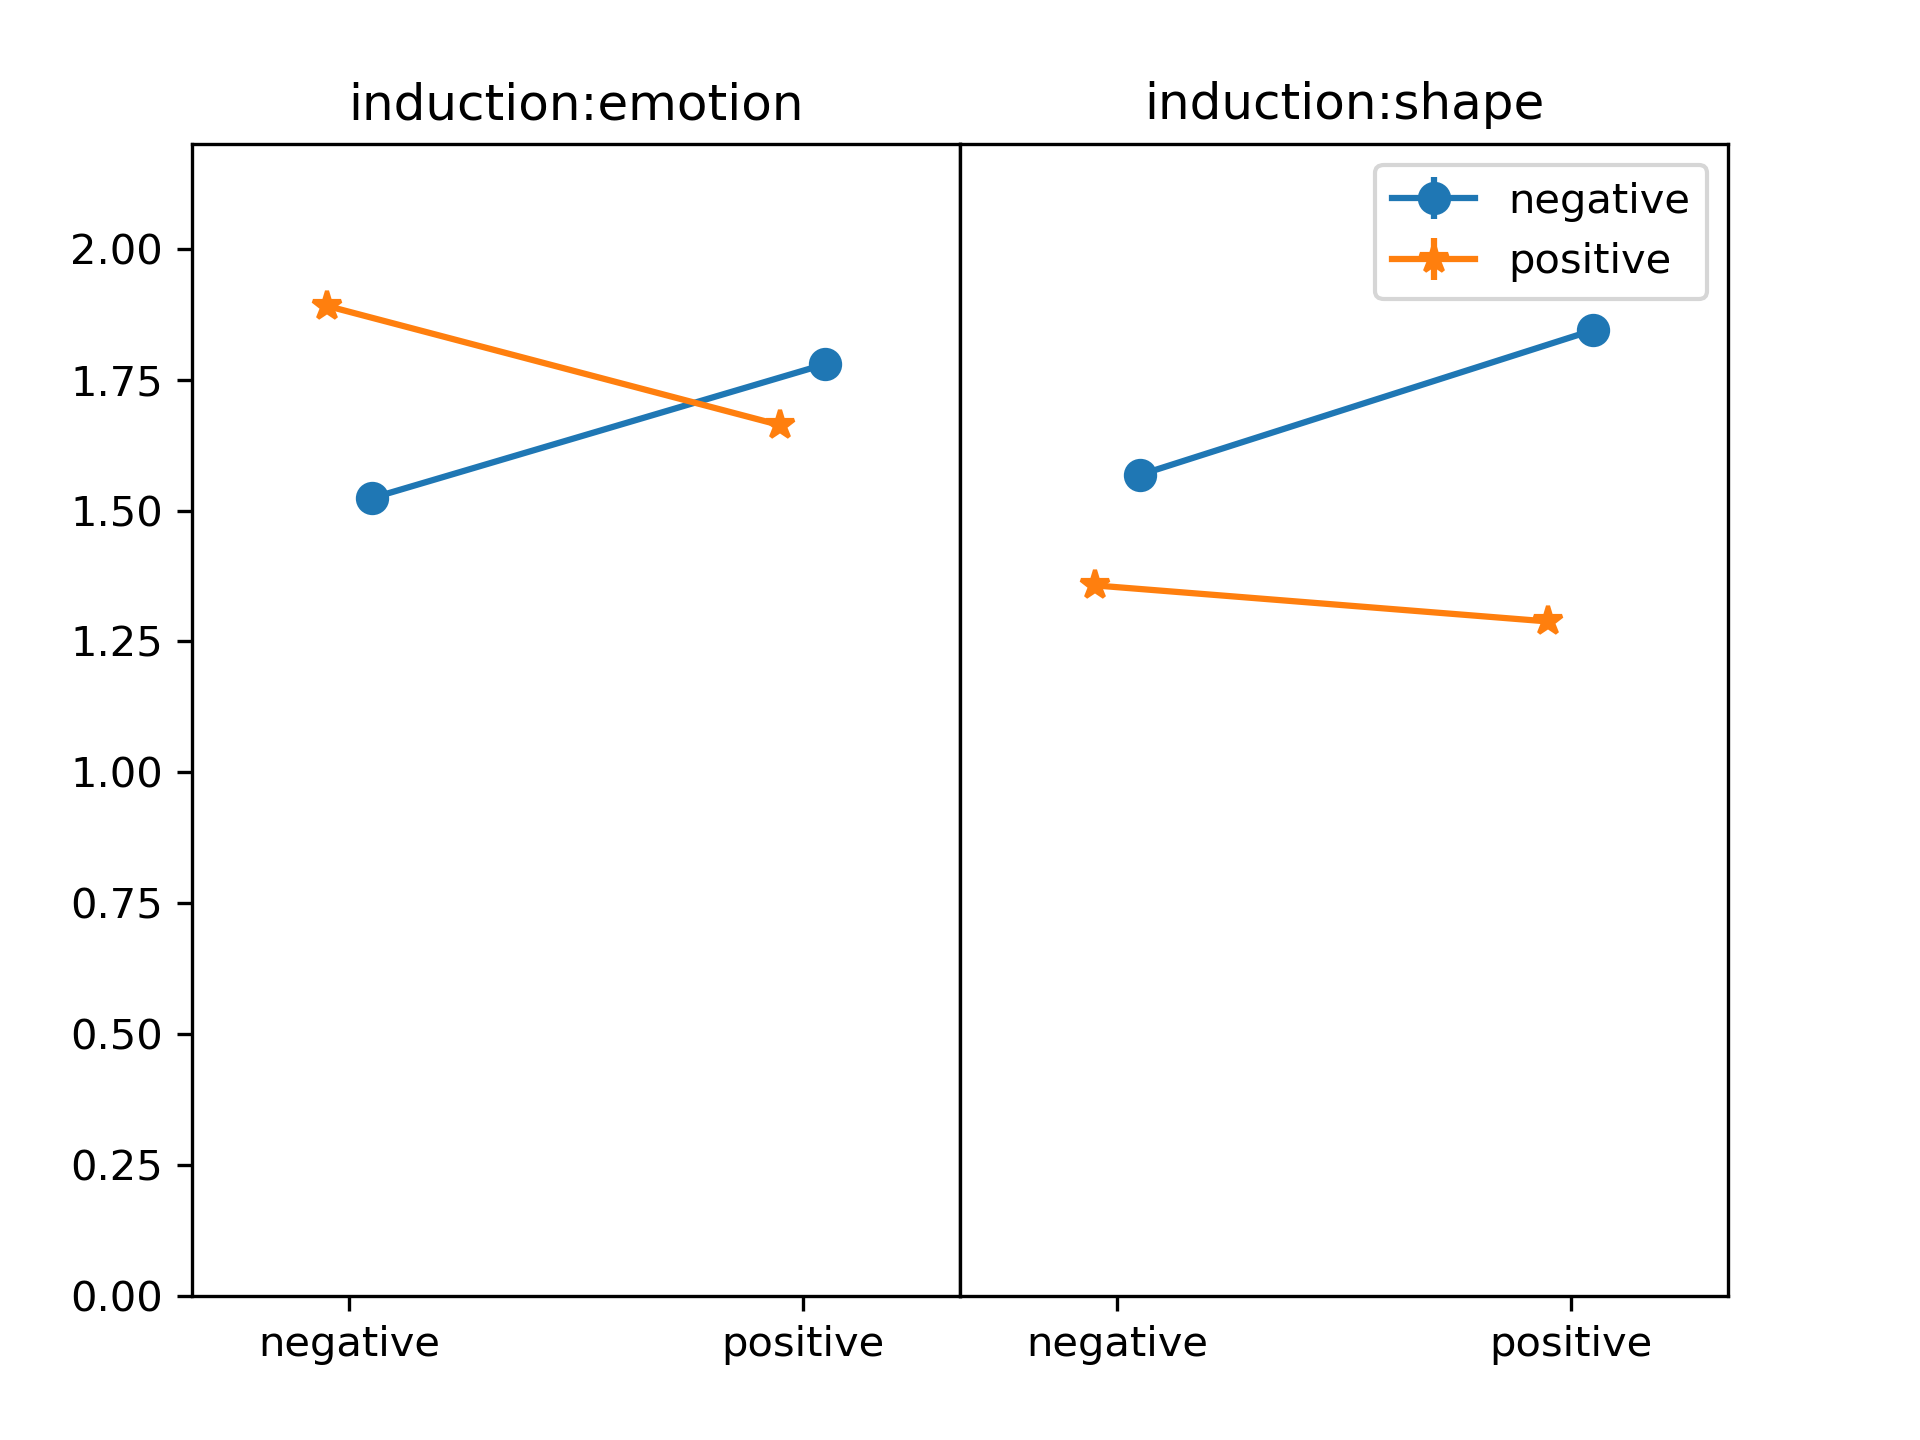 induction:emotion
induction:shape
negative
positive
2.00
1.75
1.50
1.25
1.00
0.75
0.50
0.25
0.00
negative
positive
negative
positive